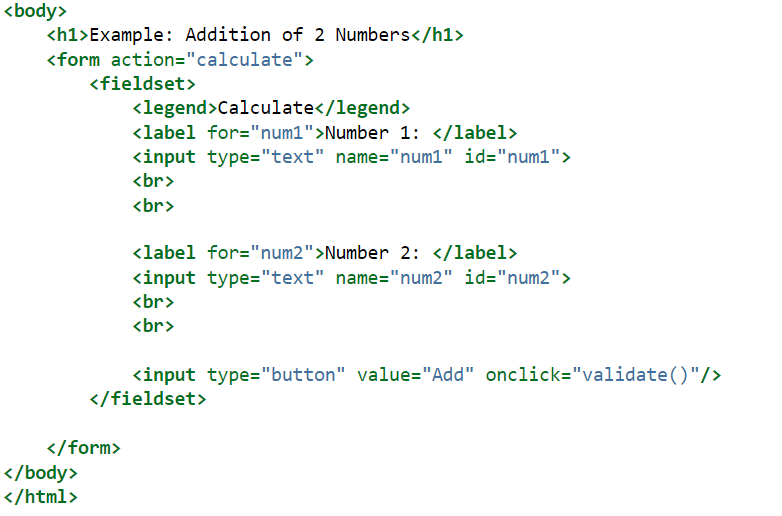 <body>
<h1>Example: Addition of 2 Numbers</h1>
<form action="calculate">
<fieldset>
<legend>Calculate</legend>
<label for="num1">Number 1: </label>
<input type="text" name="num1" id="num1">
<br>
<br>
<label for="num2">Number 2: </label>
<input type="text" name="num2" id="num2">
<br>
<br>
<input type="button" value="Add" onclick="validate()"/>
</fieldset>
</form>
</body>
</html>